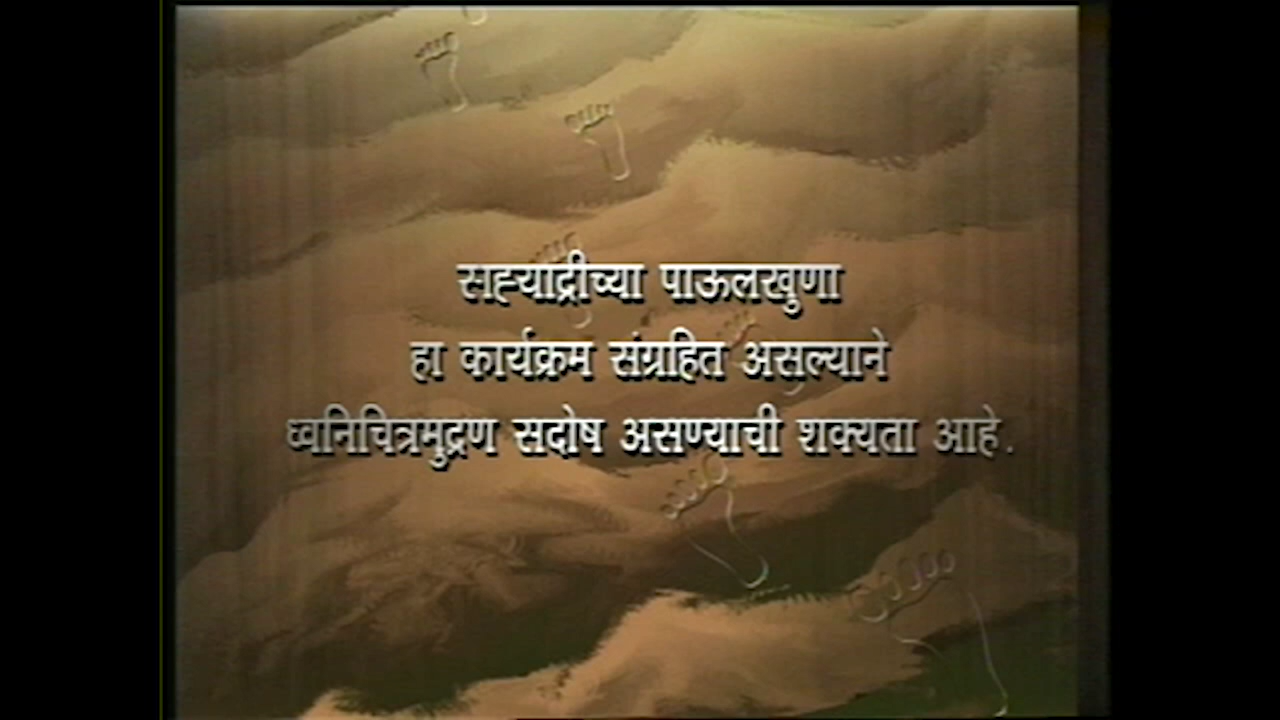 सह्याद्रीच्या पाऊलखुणा
हा कार्यक्रम संग्रहित असल्याने
ध्वनिचित्रमुद्रण सदोष असण्याची शक्यता आहे.